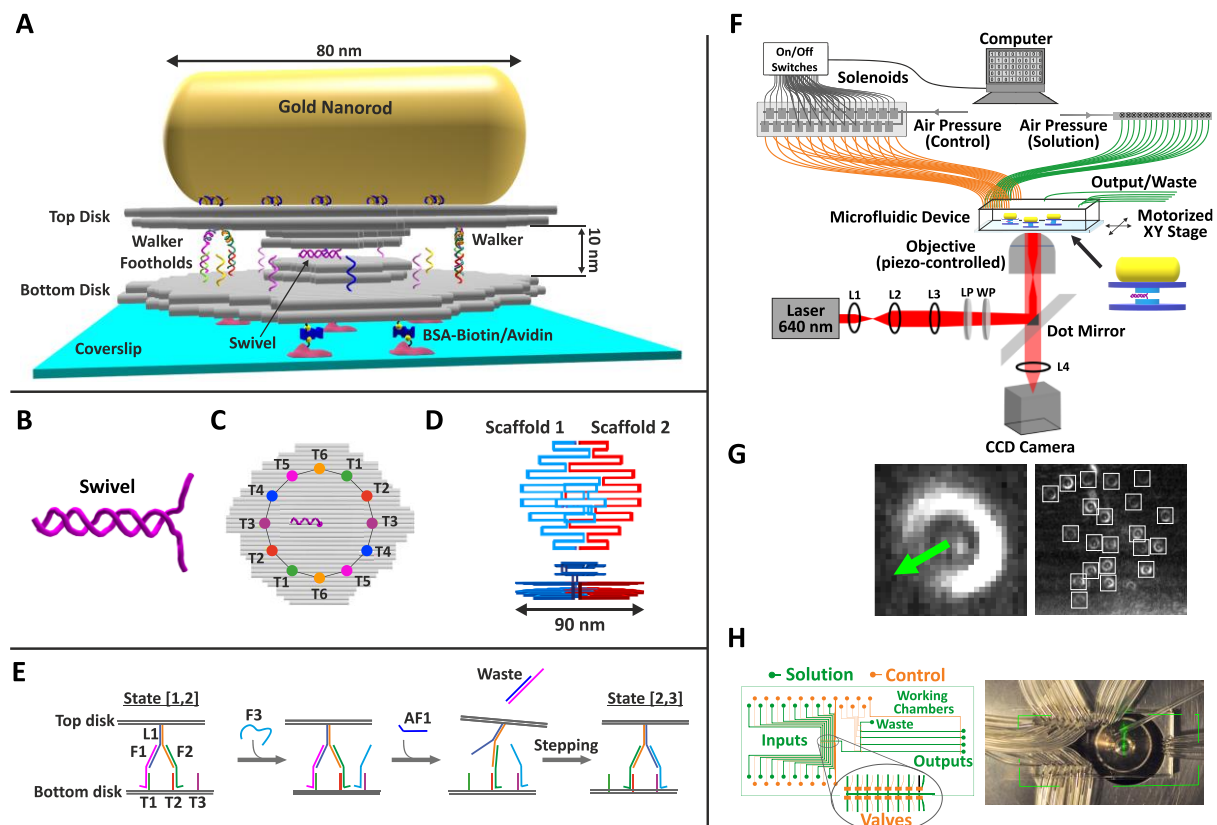 A
80 nm
Gold Nanorod
Top Disk
Walker
Footholds
Walker
10 nm
Bottom Disk
Swivel
BSA-Biotin/Avidin
Coverslip
B
Swivel
C
T6
T5
T1
T4
T2
T3
T3
T2
T4
T1
T5
T6
D
Scaffold 1
Scaffold 2
90 nm
E
State [1,2]
Top disk
L1
F1
F2
Bottom disk
T1
T2
T3
F3
AF1
Waste
Stepping
State [2,3]
F
On/Off
Switches
Solenoids
Computer
Air Pressure
(Control)
Air Pressure
(Solution)
Output/Waste
Microfluidic Device
Motorized
XY Stage
Objective
(piezo-controlled)
Laser
640 nm
L1
L2
L3
LP
WP
Dot Mirror
L4
CCD Camera
G
H
Solution
Control
Working
Chambers
Waste
Inputs
Outputs
Valves